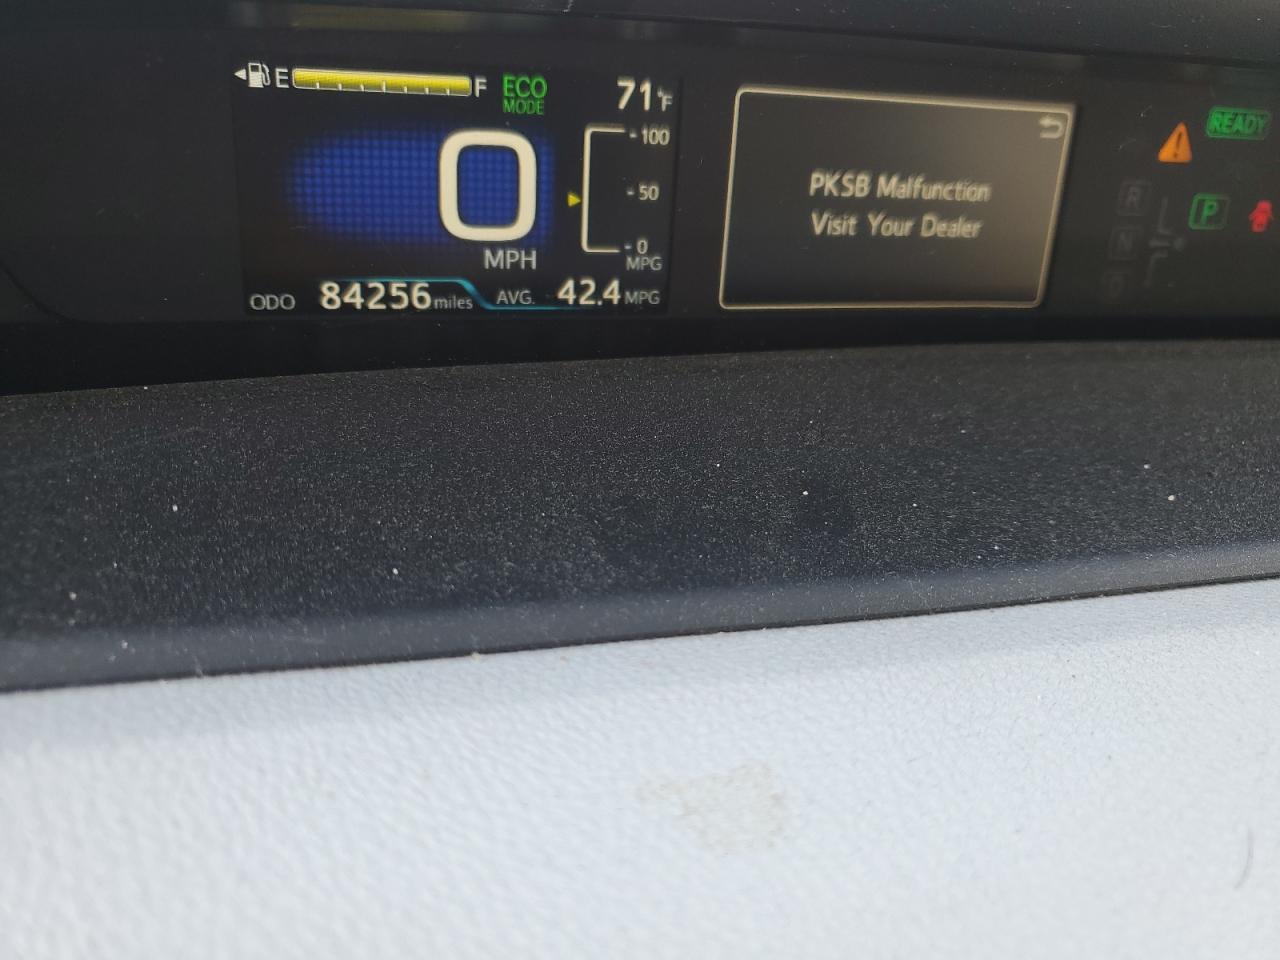 E F
ECO
MODE
71°F
100
50
0
MPG
0
MPH
ODO 84256 miles
AVG. 42.4 MPG
PKSB Malfunction
Visit Your Dealer
READY
R
N
P